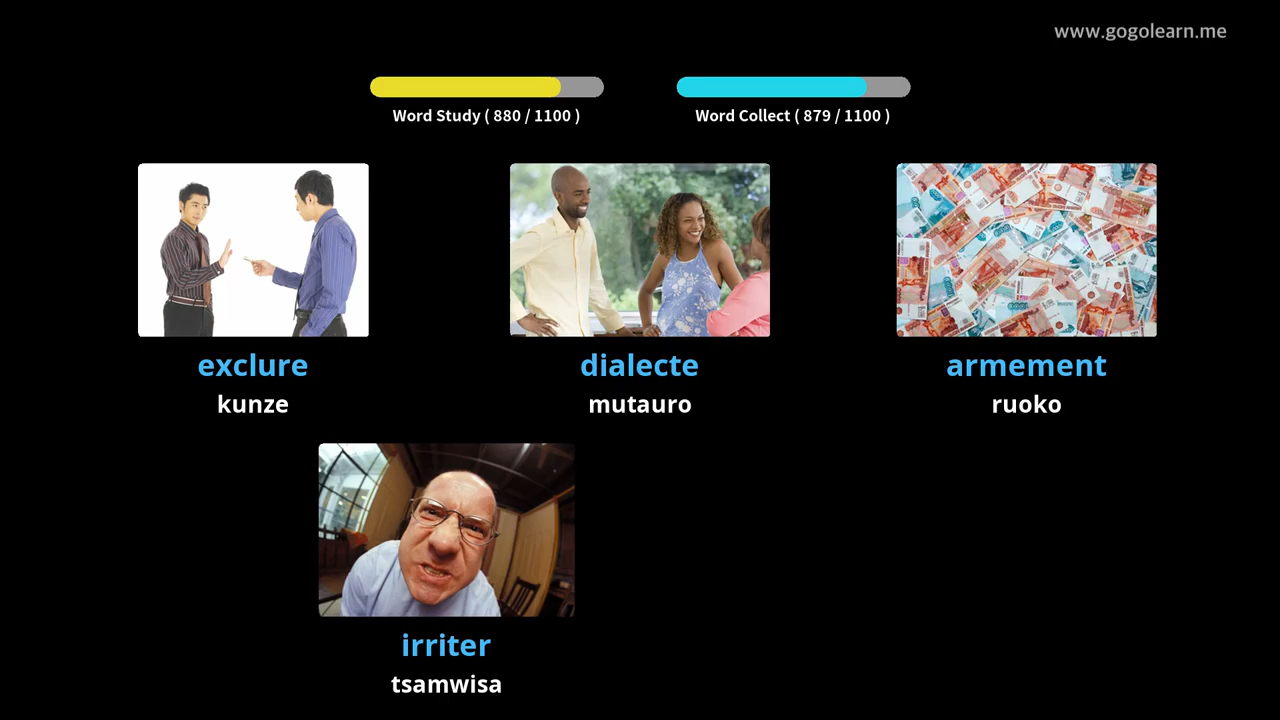 www.gogolearn.me
Word Study ( 880 / 1100 )
Word Collect ( 879 / 1100 )
exclure
kunze
dialecte
mutauro
armement
ruoko
irriter
tsamwisa